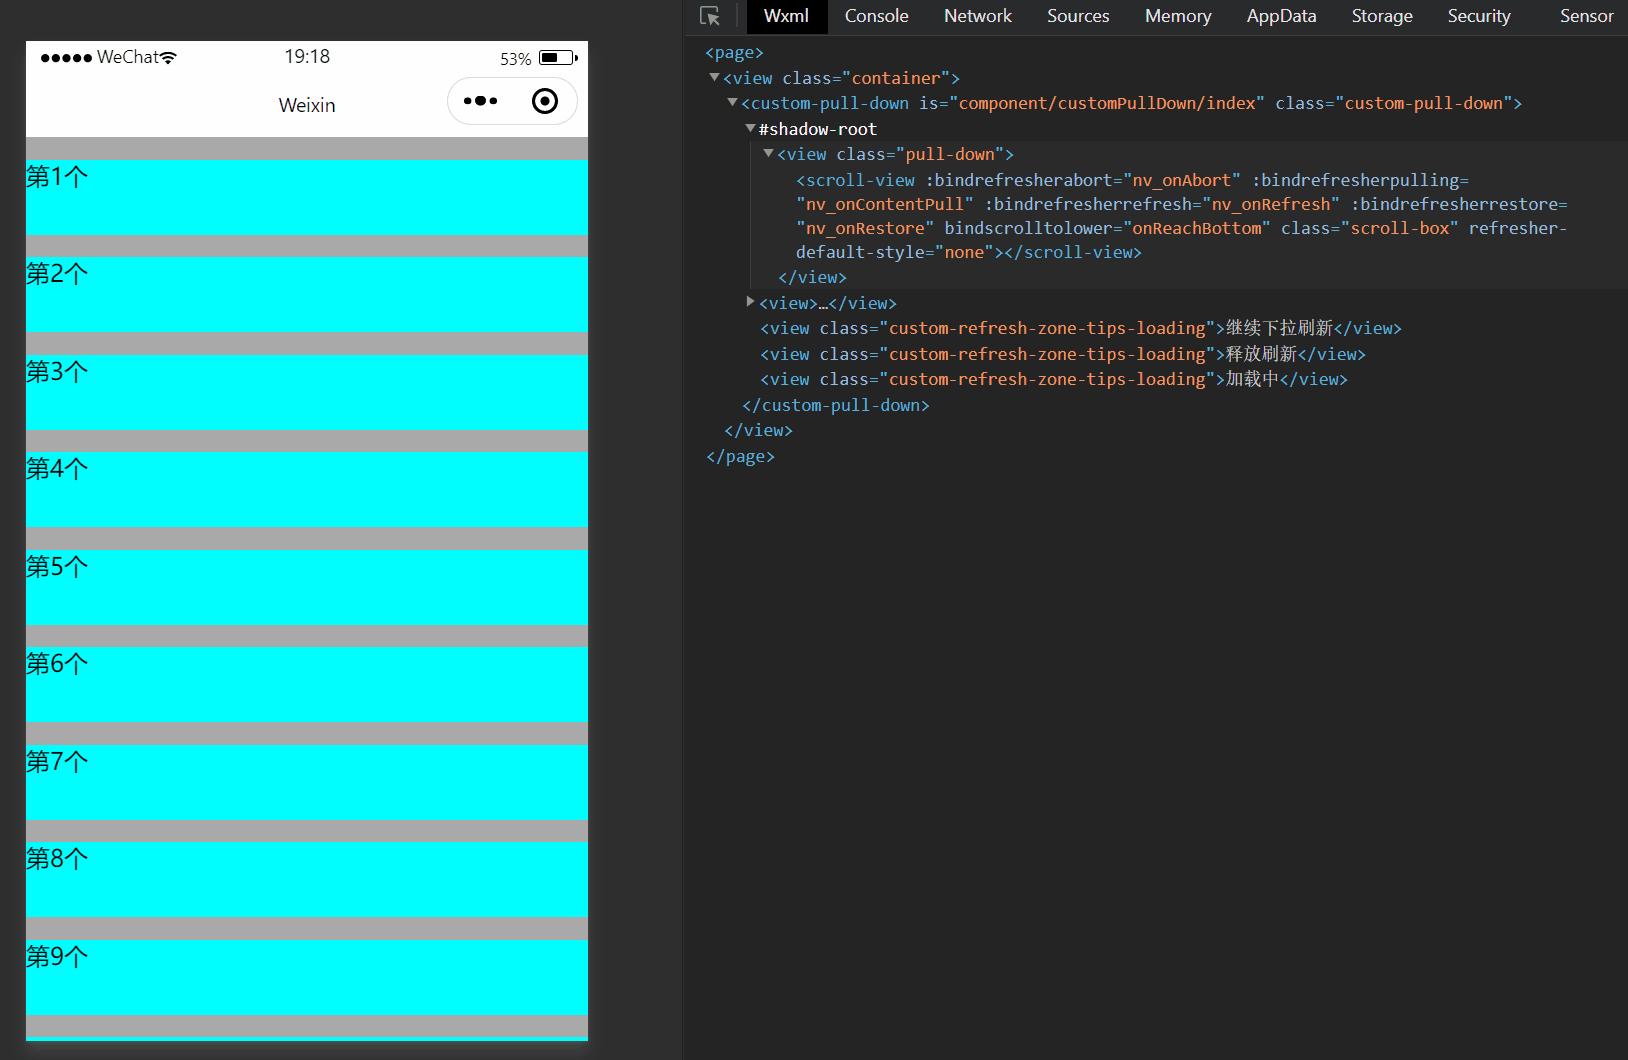 WeChat 19:18 53%
Weixin
第1个
第2个
第3个
第4个
第5个
第6个
第7个
第8个
第9个
Wxml Console Network Sources Memory AppData Storage Security Sensor
<page>
<view class="container">
<custom-pull-down is="component/customPullDown/index" class="custom-pull-down">
#shadow-root
<view class="pull-down">
<scroll-view :bindrefresherabort="nv_onAbort" :bindrefresherpulling=
"nv_onContentPull" :bindrefresherrefresh="nv_onRefresh" :bindrefresherrestore=
"nv_onRestore" bindscrolltolower="onReachBottom" class="scroll-box" refresher-
default-style="none"></scroll-view>
</view>
<view>…</view>
<view class="custom-refresh-zone-tips-loading">继续下拉刷新</view>
<view class="custom-refresh-zone-tips-loading">释放刷新</view>
<view class="custom-refresh-zone-tips-loading">加载中</view>
</custom-pull-down>
</view>
</page>